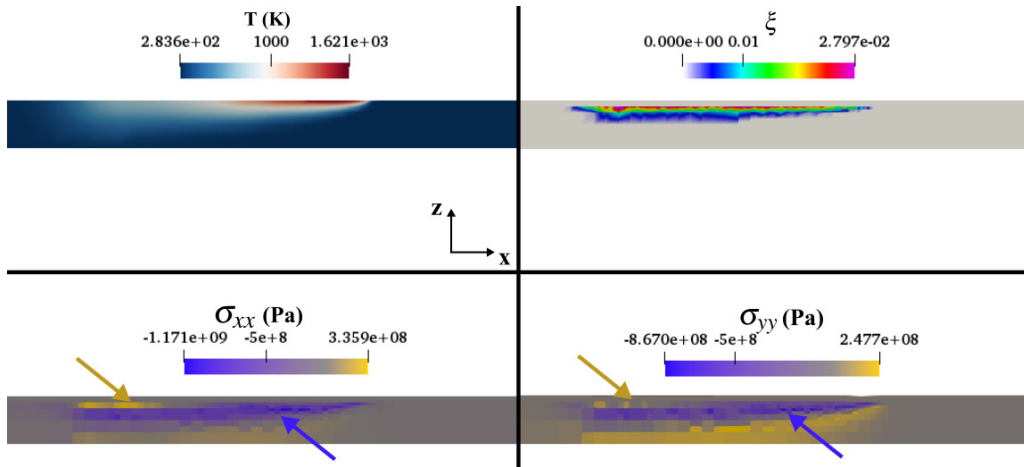 T (K)
2.836e+02 1000 1.621e+03
ξ
0.000e+00 0.01 2.797e-02
z
x
σxx (Pa)
-1.171e+09 -5e+8 3.359e+08
σyy (Pa)
-8.670e+08 -5e+8 2.477e+08